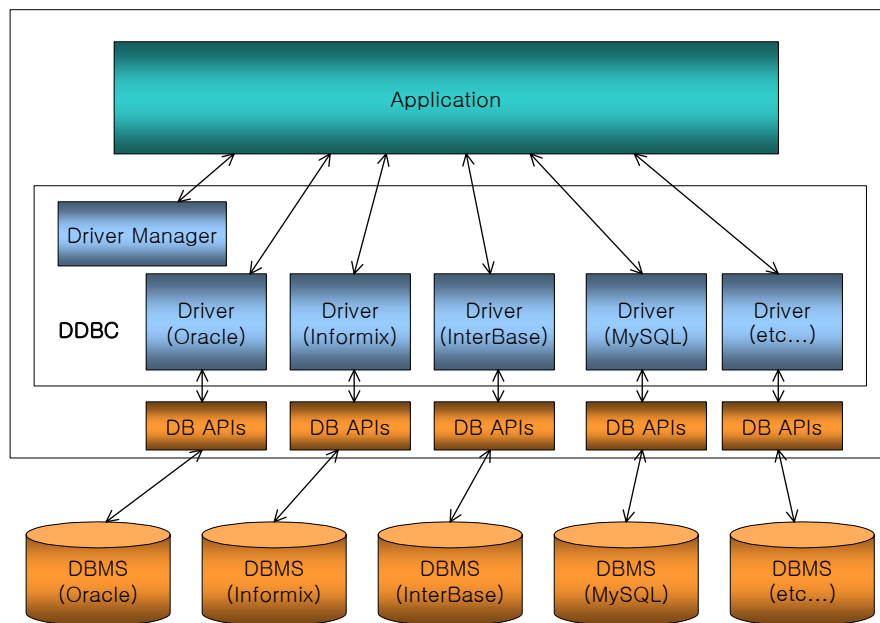 Application
Driver Manager
DDBC
Driver
(Oracle)
Driver
(Informix)
Driver
(InterBase)
Driver
(MySQL)
Driver
(etc...)
DB APIs
DB APIs
DB APIs
DB APIs
DB APIs
DBMS
(Oracle)
DBMS
(Informix)
DBMS
(InterBase)
DBMS
(MySQL)
DBMS
(etc...)